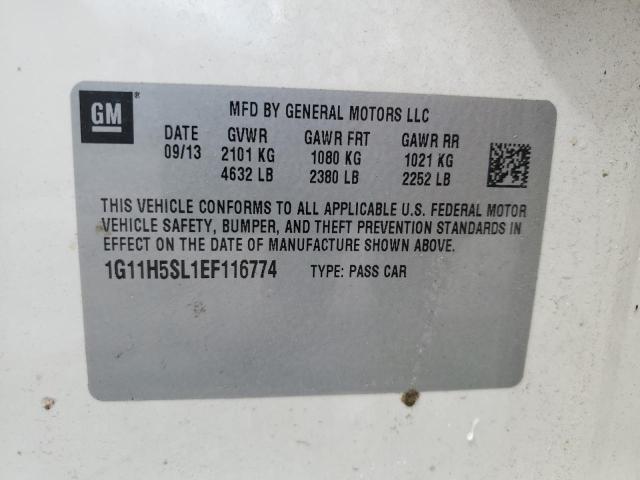 GM ®
MFD BY GENERAL MOTORS LLC
DATE GVWR GAWR FRT GAWR RR
09/13 2101 KG 1080 KG 1021 KG
4632 LB 2380 LB 2252 LB
THIS VEHICLE CONFORMS TO ALL APPLICABLE U.S. FEDERAL MOTOR
VEHICLE SAFETY, BUMPER, AND THEFT PREVENTION STANDARDS IN
EFFECT ON THE DATE OF MANUFACTURE SHOWN ABOVE.
1G11H5SL1EF116774 TYPE: PASS CAR